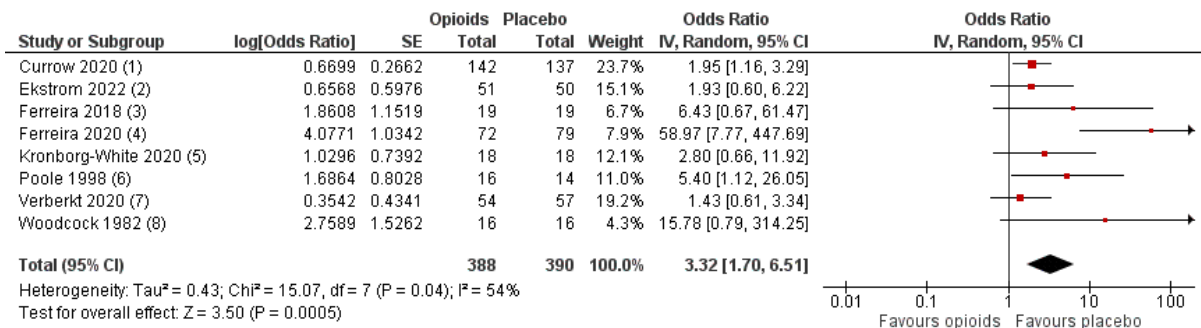 Opioids Placebo Odds Ratio Odds Ratio
Study or Subgroup log[Odds Ratio] SE Total Total Weight IV, Random, 95% CI IV, Random, 95% CI
Currow 2020 (1) 0.6699 0.2662 142 137 23.7% 1.95 [1.16, 3.29]
Ekstrom 2022 (2) 0.6568 0.5976 51 50 15.1% 1.93 [0.60, 6.22]
Ferreira 2018 (3) 1.8608 1.1519 19 19 6.7% 6.43 [0.67, 61.47]
Ferreira 2020 (4) 4.0771 1.0342 72 79 7.9% 58.97 [7.77, 447.69]
Kronborg-White 2020 (5) 1.0296 0.7392 18 18 12.1% 2.80 [0.66, 11.92]
Poole 1998 (6) 1.6864 0.8028 16 14 11.0% 5.40 [1.12, 26.05]
Verberkt 2020 (7) 0.3542 0.4341 54 57 19.2% 1.43 [0.61, 3.34]
Woodcock 1982 (8) 2.7589 1.5262 16 16 4.3% 15.78 [0.79, 314.25]
Total (95% CI) 388 390 100.0% 3.32 [1.70, 6.51]
Heterogeneity: Tau² = 0.43; Chi² = 15.07, df = 7 (P = 0.04); I² = 54%
Test for overall effect: Z = 3.50 (P = 0.0005)
0.01 0.1 1 10 100
Favours opioids Favours placebo